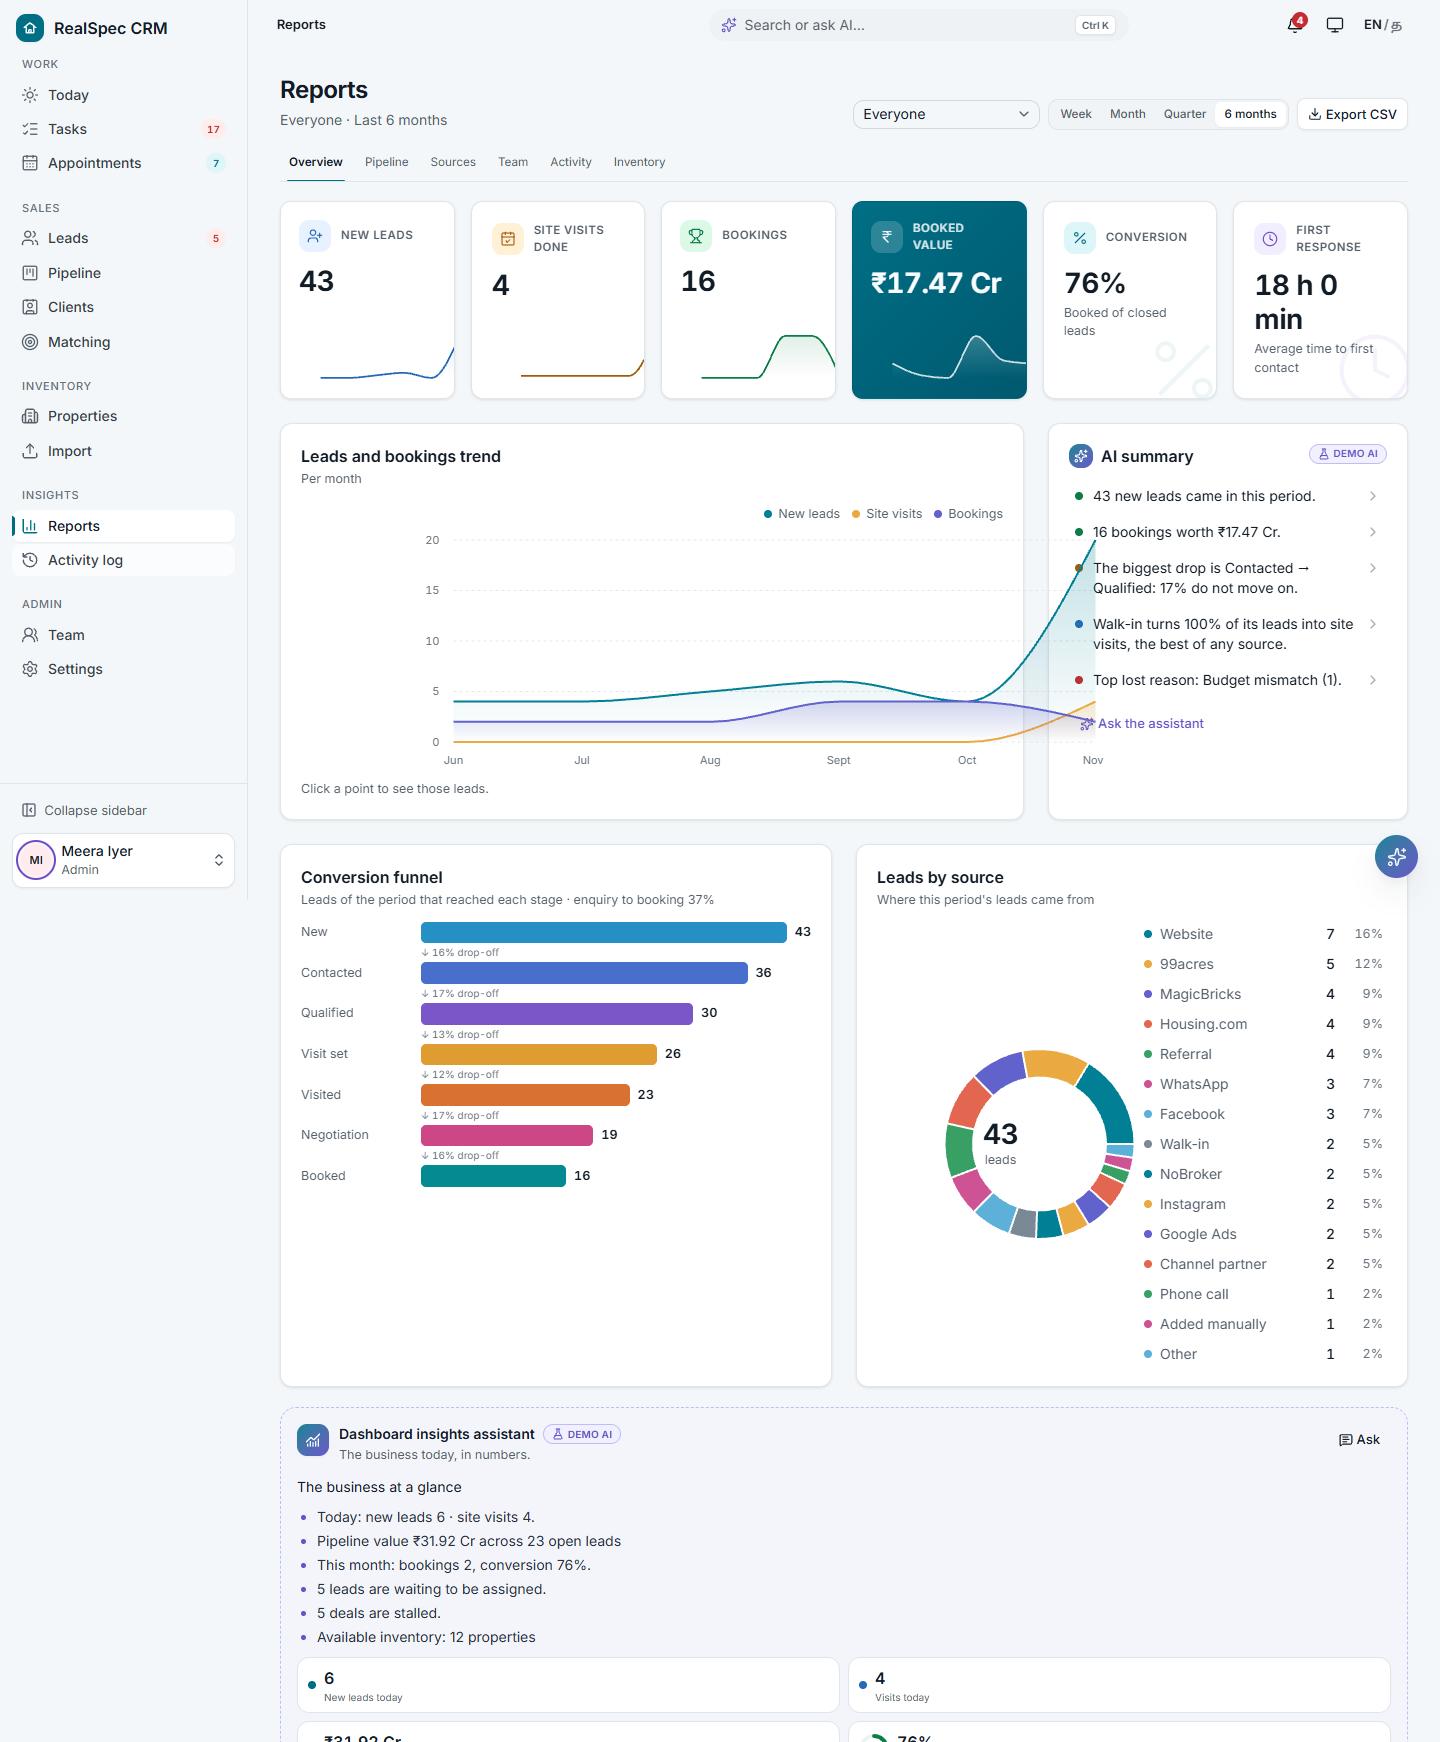 RealSpec CRM
WORK
Today
Tasks 17
Appointments 7
SALES
Leads 5
Pipeline
Clients
Matching
INVENTORY
Properties
Import
INSIGHTS
Reports
Activity log
ADMIN
Team
Settings
Collapse sidebar
MI Meera Iyer
Admin
Reports
Search or ask AI... Ctrl K
4
EN / த
Reports
Everyone · Last 6 months
Everyone
Week Month Quarter 6 months
Export CSV
Overview Pipeline Sources Team Activity Inventory
NEW LEADS
43
SITE VISITS
DONE
4
BOOKINGS
16
₹ BOOKED
VALUE
₹17.47 Cr
CONVERSION
76%
Booked of closed
leads
FIRST
RESPONSE
18 h 0
min
Average time to first
contact
Leads and bookings trend
Per month
New leads Site visits Bookings
20
15
10
5
0
Jun Jul Aug Sept Oct Nov
Click a point to see those leads.
AI summary DEMO AI
43 new leads came in this period.
16 bookings worth ₹17.47 Cr.
The biggest drop is Contacted →
Qualified: 17% do not move on.
Walk-in turns 100% of its leads into site
visits, the best of any source.
Top lost reason: Budget mismatch (1).
Ask the assistant
Conversion funnel
Leads of the period that reached each stage · enquiry to booking 37%
New 43
↓ 16% drop-off
Contacted 36
↓ 17% drop-off
Qualified 30
↓ 13% drop-off
Visit set 26
↓ 12% drop-off
Visited 23
↓ 17% drop-off
Negotiation 19
↓ 16% drop-off
Booked 16
Leads by source
Where this period's leads came from
43
leads
Website 7 16%
99acres 5 12%
MagicBricks 4 9%
Housing.com 4 9%
Referral 4 9%
WhatsApp 3 7%
Facebook 3 7%
Walk-in 2 5%
NoBroker 2 5%
Instagram 2 5%
Google Ads 2 5%
Channel partner 2 5%
Phone call 1 2%
Added manually 1 2%
Other 1 2%
Dashboard insights assistant DEMO AI
The business today, in numbers.
Ask
The business at a glance
Today: new leads 6 · site visits 4.
Pipeline value ₹31.92 Cr across 23 open leads
This month: bookings 2, conversion 76%.
5 leads are waiting to be assigned.
5 deals are stalled.
Available inventory: 12 properties
6
New leads today
4
Visits today
₹31.92 Cr
76%